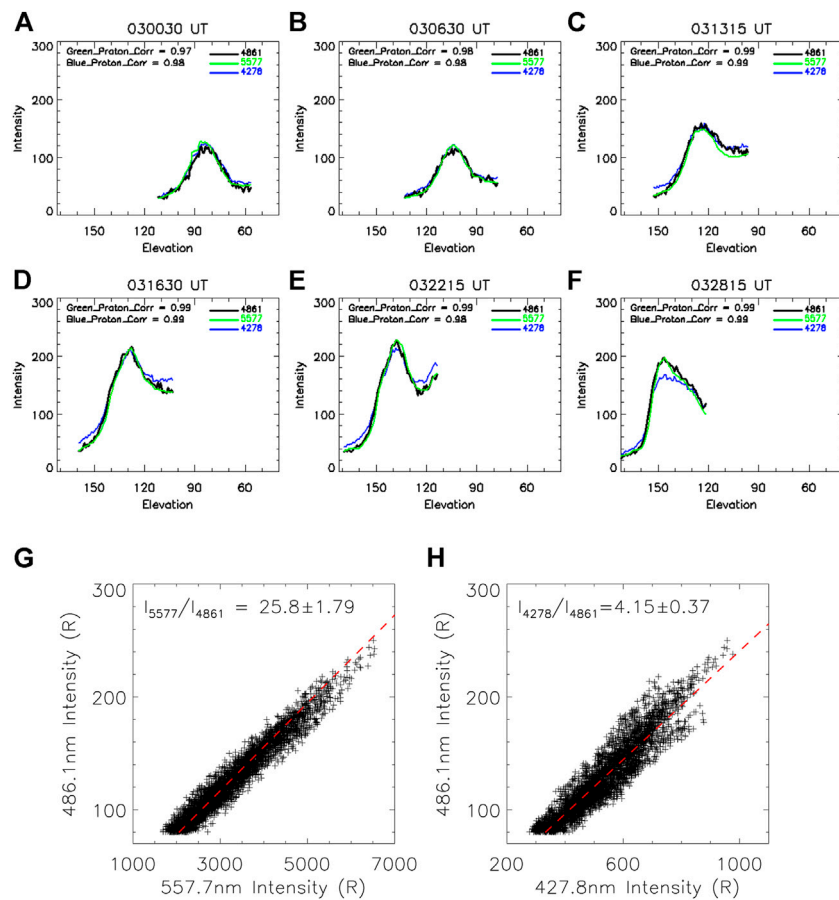 A
030030 UT
300
200
100
0
Intensity
150 120 90 60
Elevation
Green_Proton_Corr = 0.97
Blue_Proton_Corr = 0.98
4861
5577
4278
B
030630 UT
300
200
100
0
Intensity
150 120 90 60
Elevation
Green_Proton_Corr = 0.98
Blue_Proton_Corr = 0.98
4861
5577
4278
C
031315 UT
300
200
100
0
Intensity
150 120 90 60
Elevation
Green_Proton_Corr = 0.99
Blue_Proton_Corr = 0.99
4861
5577
4278
D
031630 UT
300
200
100
0
Intensity
150 120 90 60
Elevation
Green_Proton_Corr = 0.99
Blue_Proton_Corr = 0.99
4861
5577
4278
E
032215 UT
300
200
100
0
Intensity
150 120 90 60
Elevation
Green_Proton_Corr = 0.99
Blue_Proton_Corr = 0.98
4861
5577
4278
F
032815 UT
300
200
100
0
Intensity
150 120 90 60
Elevation
Green_Proton_Corr = 0.99
Blue_Proton_Corr = 0.99
4861
5577
4278
G
I5577/I4861 = 25.8±1.79
300
200
100
486.1nm Intensity (R)
1000 3000 5000 7000
557.7nm Intensity (R)
H
I4278/I4861=4.15±0.37
300
200
100
486.1nm Intensity (R)
200 600 1000
427.8nm Intensity (R)